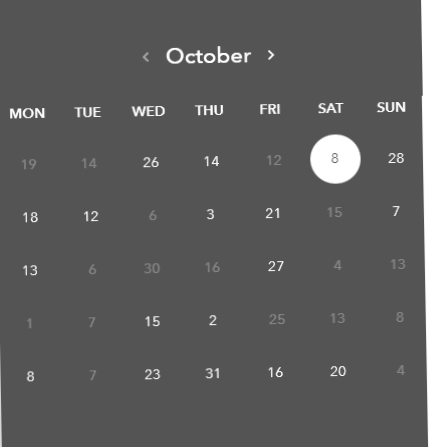 ‹ October ›
MON TUE WED THU FRI SAT SUN
19 14 26 14 12 8 28
18 12 6 3 21 15 7
13 6 30 16 27 4 13
1 7 15 2 25 13 8
8 7 23 31 16 20 4